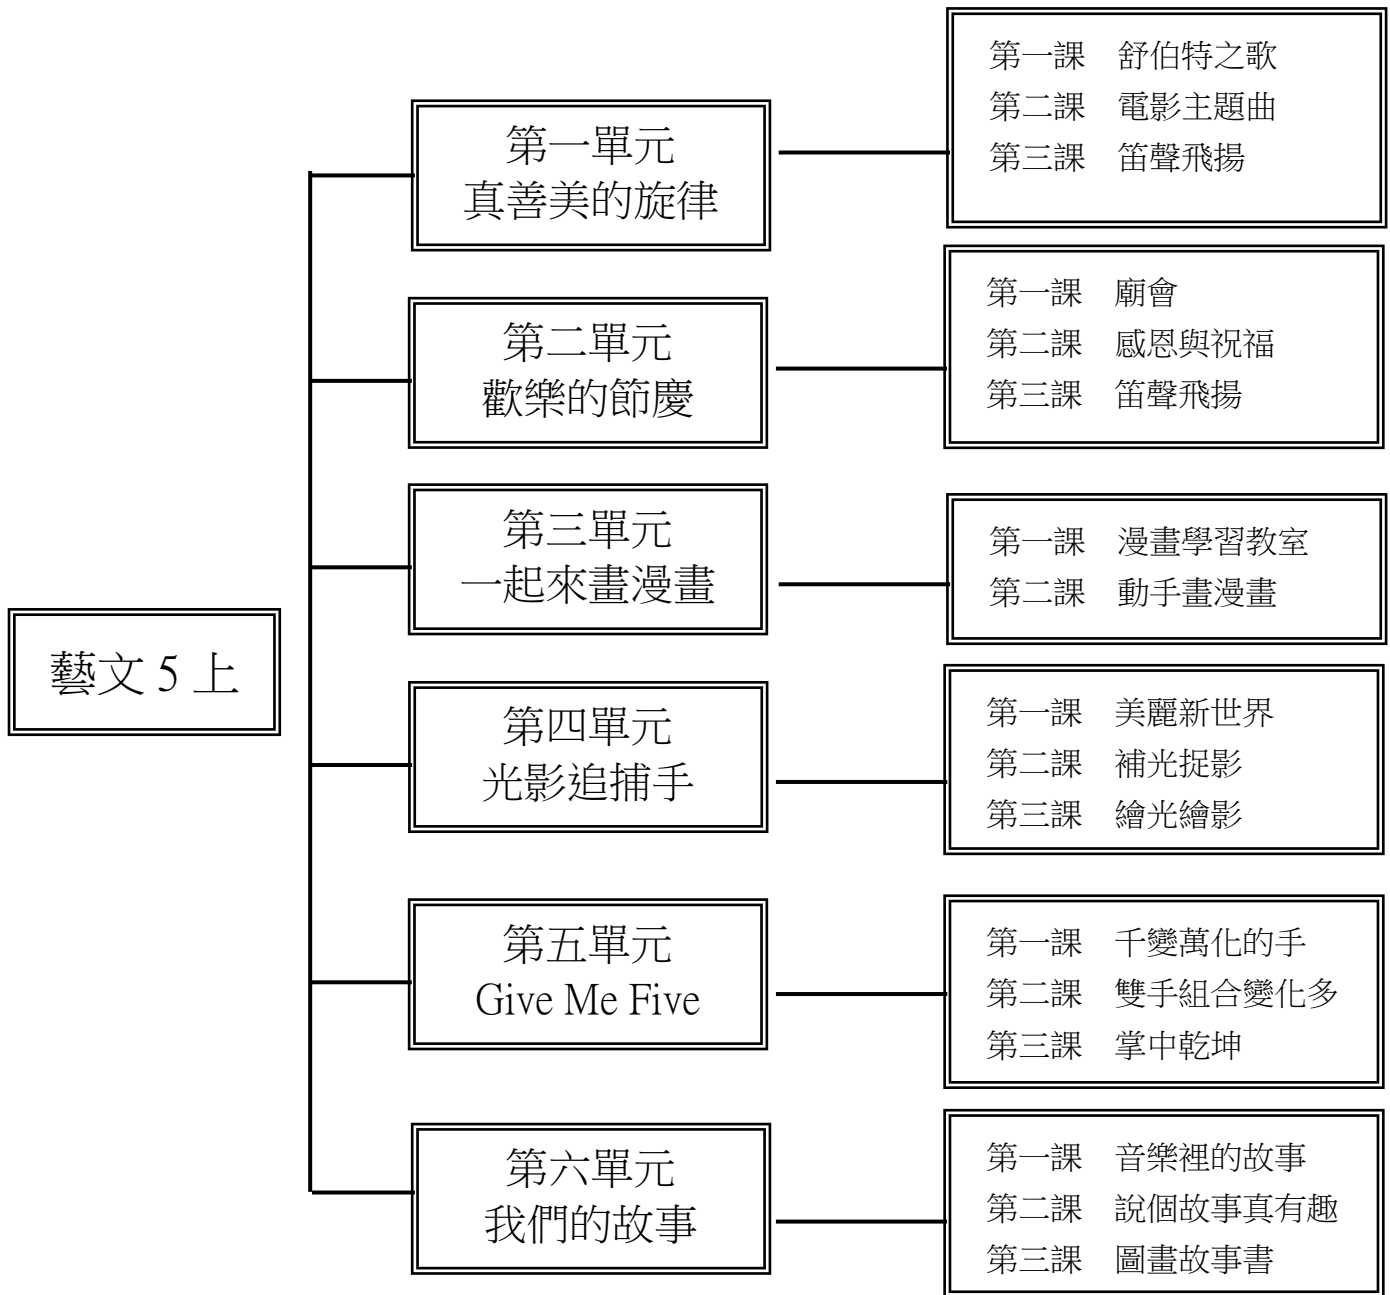 藝文 5 上
第一單元
真善美的旋律
第一課　舒伯特之歌
第二課　電影主題曲
第三課　笛聲飛揚
第二單元
歡樂的節慶
第一課　廟會
第二課　感恩與祝福
第三課　笛聲飛揚
第三單元
一起來畫漫畫
第一課　漫畫學習教室
第二課　動手畫漫畫
第四單元
光影追捕手
第一課　美麗新世界
第二課　補光捉影
第三課　繪光繪影
第五單元
Give Me Five
第一課　千變萬化的手
第二課　雙手組合變化多
第三課　掌中乾坤
第六單元
我們的故事
第一課　音樂裡的故事
第二課　說個故事真有趣
第三課　圖畫故事書